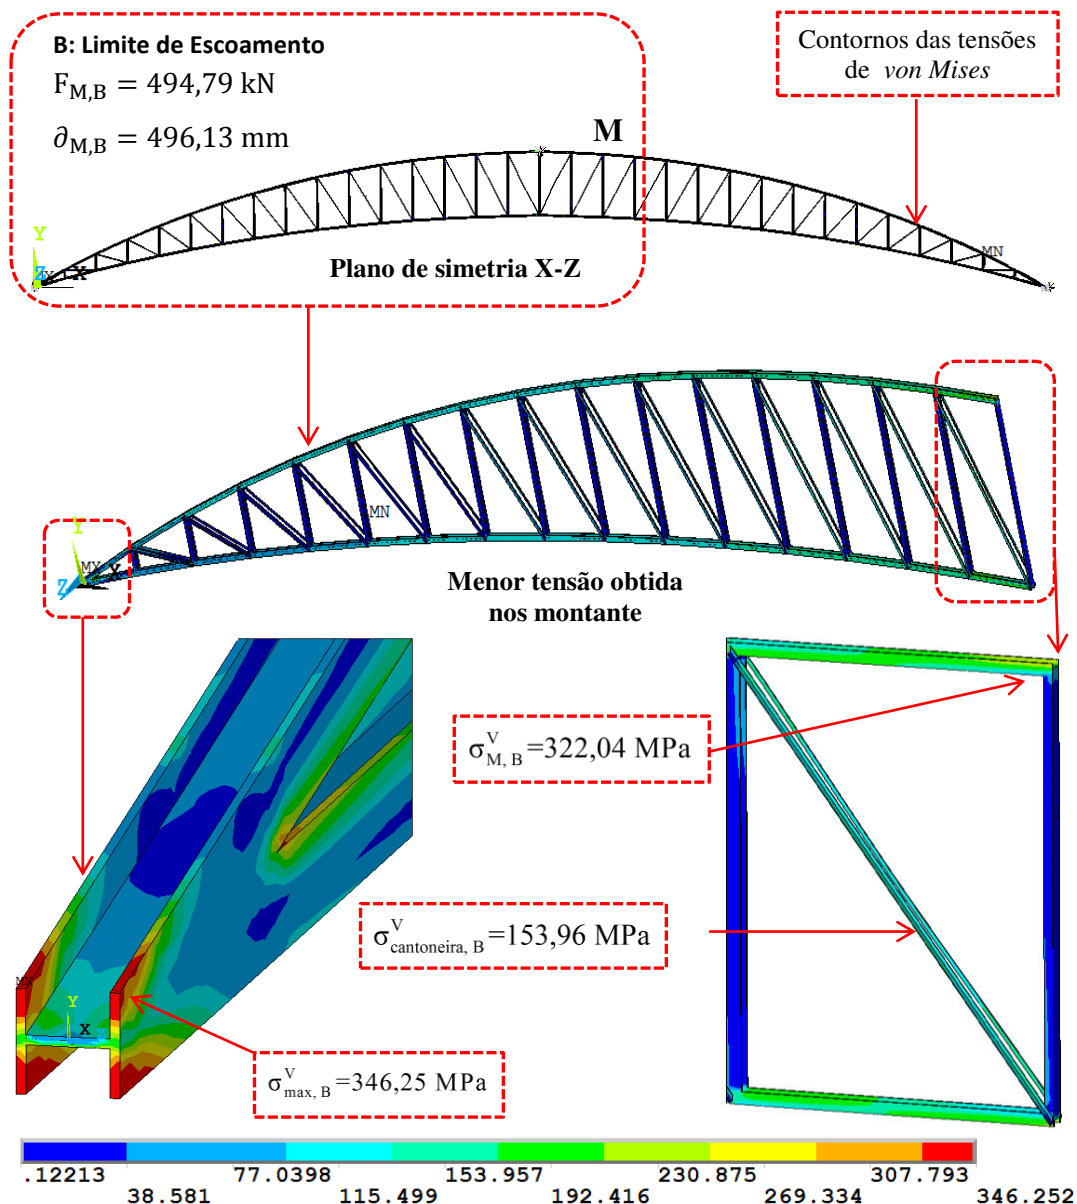 B: Limite de Escoamento
F_M,B = 494,79 kN
∂_M,B = 496,13 mm
Contornos das tensões
de von Mises
M
Y
Z
X
MN
Plano de simetria X-Z
Y
MX
Z
X
MN
Menor tensão obtida
nos montante
σ^V_M, B=322,04 MPa
σ^V_cantoneira, B=153,96 MPa
Y
X
σ^V_max, B=346,25 MPa
.12213
77.0398
153.957
230.875
307.793
38.581
115.499
192.416
269.334
346.252